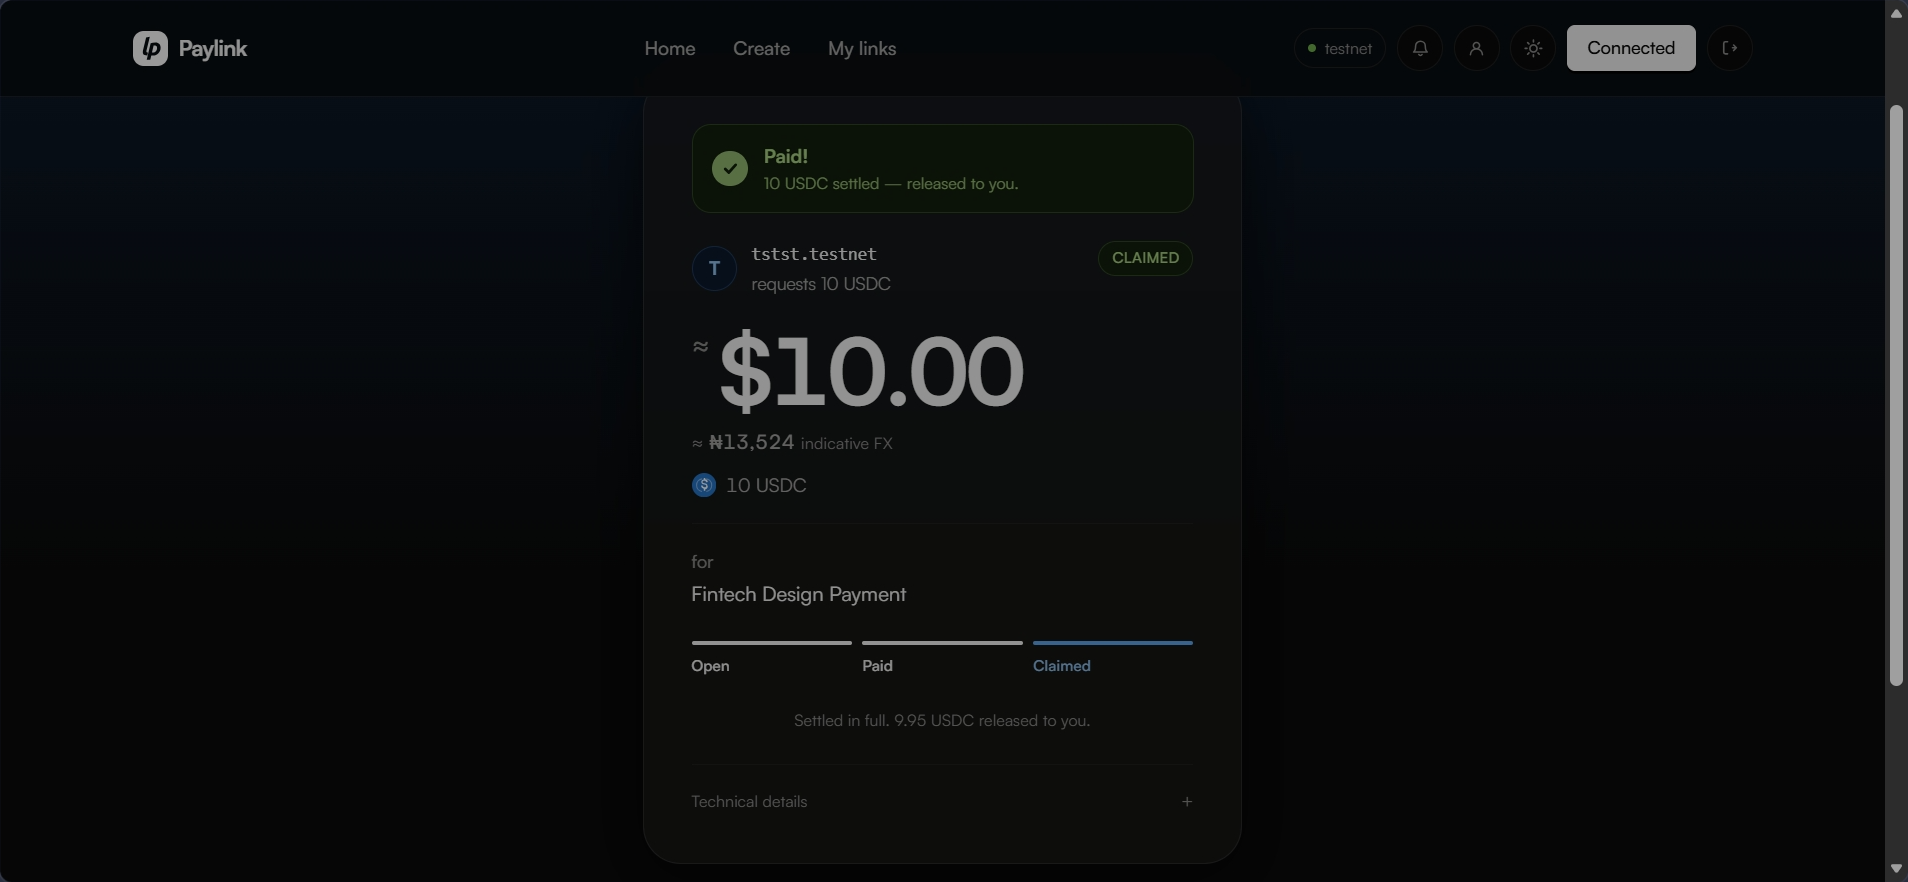 lp Paylink
Home Create My links
testnet
Connected
Paid!
10 USDC settled — released to you.
T
tstst.testnet
requests 10 USDC
CLAIMED
≈ $10.00
≈ ₦13,524 indicative FX
$ 10 USDC
for
Fintech Design Payment
Open Paid Claimed
Settled in full. 9.95 USDC released to you.
Technical details +